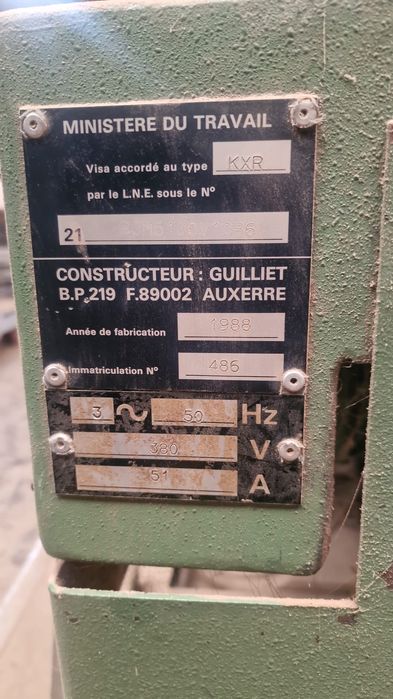 MINISTERE DU TRAVAIL
Visa accordé au type KXR
par le L.N.E. sous le N°
21
CONSTRUCTEUR : GUILLIET
B.P.219 F.89002 AUXERRE
Année de fabrication 1988
Immatriculation N° 486
3 ~ 50 Hz
380 V
51 A